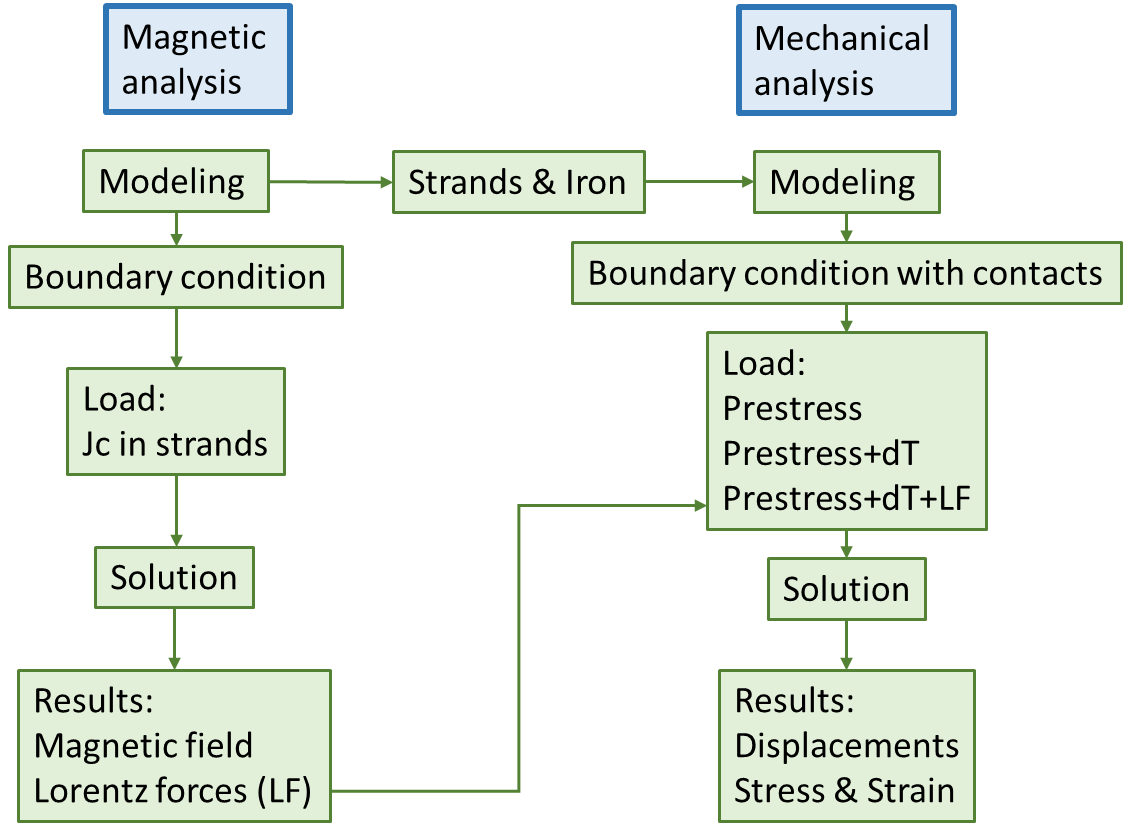 Magnetic
analysis
Mechanical
analysis
Modeling
Strands & Iron
Modeling
Boundary condition
Boundary condition with contacts
Load:
Jc in strands
Load:
Prestress
Prestress+dT
Prestress+dT+LF
Solution
Solution
Results:
Magnetic field
Lorentz forces (LF)
Results:
Displacements
Stress & Strain